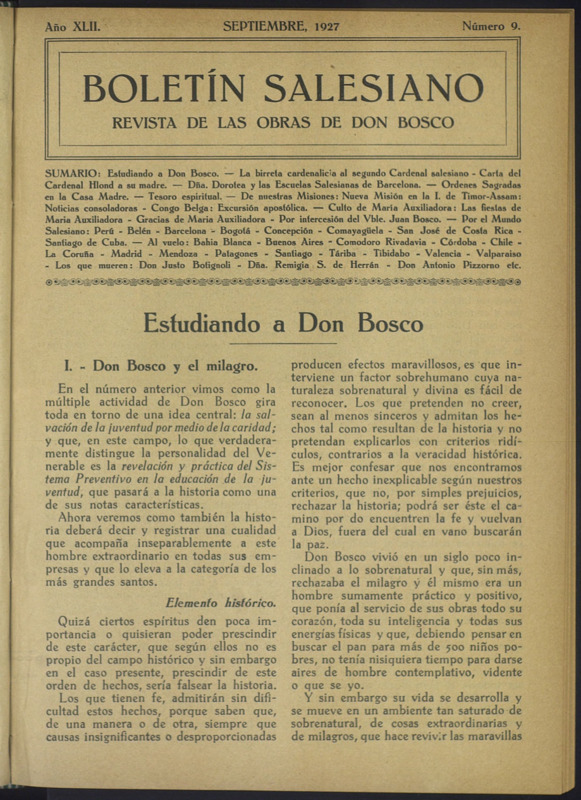 Año XLII. SEPTIEMBRE, 1927 Número 9.
BOLETÍN SALESIANO
REVISTA DE LAS OBRAS DE DON BOSCO
SUMARIO: Estudiando a Don Bosco. — La birreta cardenalicia al segundo Cardenal salesiano - Carta del
Cardenal Hlond a su madre. — Dña. Dorotea y las Escuelas Salesianas de Barcelona. — Ordenes Sagradas
en la Casa Madre. — Tesoro espiritual. — De nuestras Misiones: Nueva Misión en la I. de Timor-Assam:
Noticias consoladoras - Congo Belga: Excursión apostólica. — Culto de Maria Auxiliadora: Las fiestas de
Maria Auxiliadora - Gracias de Maria Auxiliadora - Por intercesión del Vble. Juan Bosco. — Por el Mundo
Salesiano: Perú - Belén - Barcelona - Bogotá - Concepción - Comayagüela - San José de Costa Rica -
Santiago de Cuba. — Al vuelo: Bahia Blanca - Buenos Aires - Comodoro Rivadavia - Córdoba - Chile -
La Coruña - Madrid - Mendoza - Patagones - Santiago - Táriba - Tibidabo - Valencia - Valparaiso
- Los que mueren: Don Justo Botignoli - Dña. Remigia S. de Herrán - Don Antonio Pizzorno etc.
Estudiando a Don Bosco
I. - Don Bosco y el milagro.
En el número anterior vimos como la
múltiple actividad de Don Bosco gira
toda en torno de una idea central: la sal-
vación de la juventud por medio de la caridad;
y que, en este campo, lo que verdadera-
mente distingue la personalidad del Ve-
nerable es la revelación y práctica del Sis-
tema Preventivo en la educación de la ju-
ventud, que pasará a la historia como una
de sus notas características.
Ahora veremos como también la histo-
ria deberá decir y registrar una cualidad
que acompaña inseparablemente a este
hombre extraordinario en todas sus em-
presas y que lo eleva a la categoría de los
más grandes santos.
Elemento histórico.
Quizá ciertos espíritus den poca im-
portancia o quisieran poder prescindir
de este carácter, que según ellos no es
propio del campo histórico y sin embargo
en el caso presente, prescindir de este
orden de hechos, sería falsear la historia.
Los que tienen fe, admitirán sin difi-
cultad estos hechos, porque saben que,
de una manera o de otra, siempre que
causas insignificantes o desproporcionadas
producen efectos maravillosos, es que in-
terviene un factor sobrehumano cuya na-
turaleza sobrenatural y divina es fácil de
reconocer. Los que pretenden no creer,
sean al menos sinceros y admitan los he-
chos tal como resultan de la historia y no
pretendan explicarlos con criterios ridí-
culos, contrarios a la veracidad histórica.
Es mejor confesar que nos encontramos
ante un hecho inexplicable según nuestros
criterios, que no, por simples prejuicios,
rechazar la historia; podrá ser éste el ca-
mino por do encuentren la fe y vuelvan
a Dios, fuera del cual en vano buscarán
la paz.
Don Bosco vivió en un siglo poco in-
clinado a lo sobrenatural y que, sin más,
rechazaba el milagro y él mismo era un
hombre sumamente práctico y positivo,
que ponía al servicio de sus obras todo su
corazón, toda su inteligencia y todas sus
energías físicas y que, debiendo pensar en
buscar el pan para más de 500 niños po-
bres, no tenía nisiquiera tiempo para darse
aires de hombre contemplativo, vidente
o que se yo.
Y sin embargo su vida se desarrolla y
se mueve en un ambiente tan saturado de
sobrenatural, de cosas extraordinarias y
de milagros, que hace revivir las maravillas